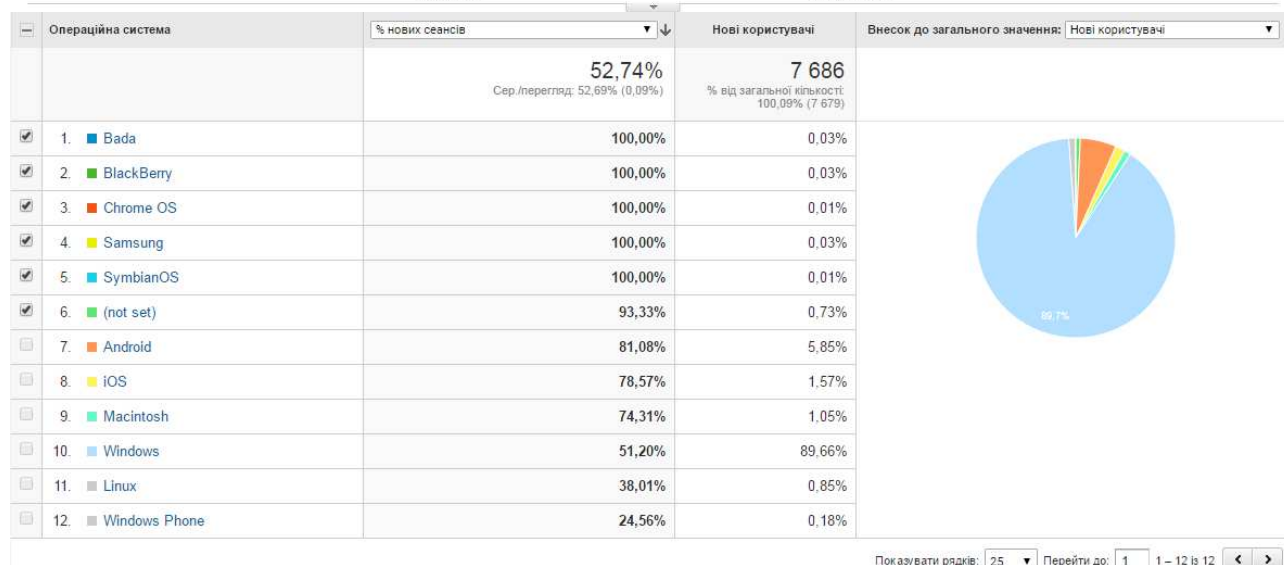 Операційна система % нових сеансів Нові користувачі Внесок до загального значення: Нові користувачі
52,74% 7 686
Сер./перегляд: 52,69% (0,09%) % від загальної кількості:
100,09% (7 679)
1. Bada 100,00% 0,03%
2. BlackBerry 100,00% 0,03%
3. Chrome OS 100,00% 0,01%
4. Samsung 100,00% 0,03%
5. SymbianOS 100,00% 0,01%
6. (not set) 93,33% 0,73%
7. Android 81,08% 5,85%
8. iOS 78,57% 1,57%
9. Macintosh 74,31% 1,05%
10. Windows 51,20% 89,66%
11. Linux 38,01% 0,85%
12. Windows Phone 24,56% 0,18%
89,7%
Показувати рядків: 25 Перейти до: 1 1 – 12 із 12